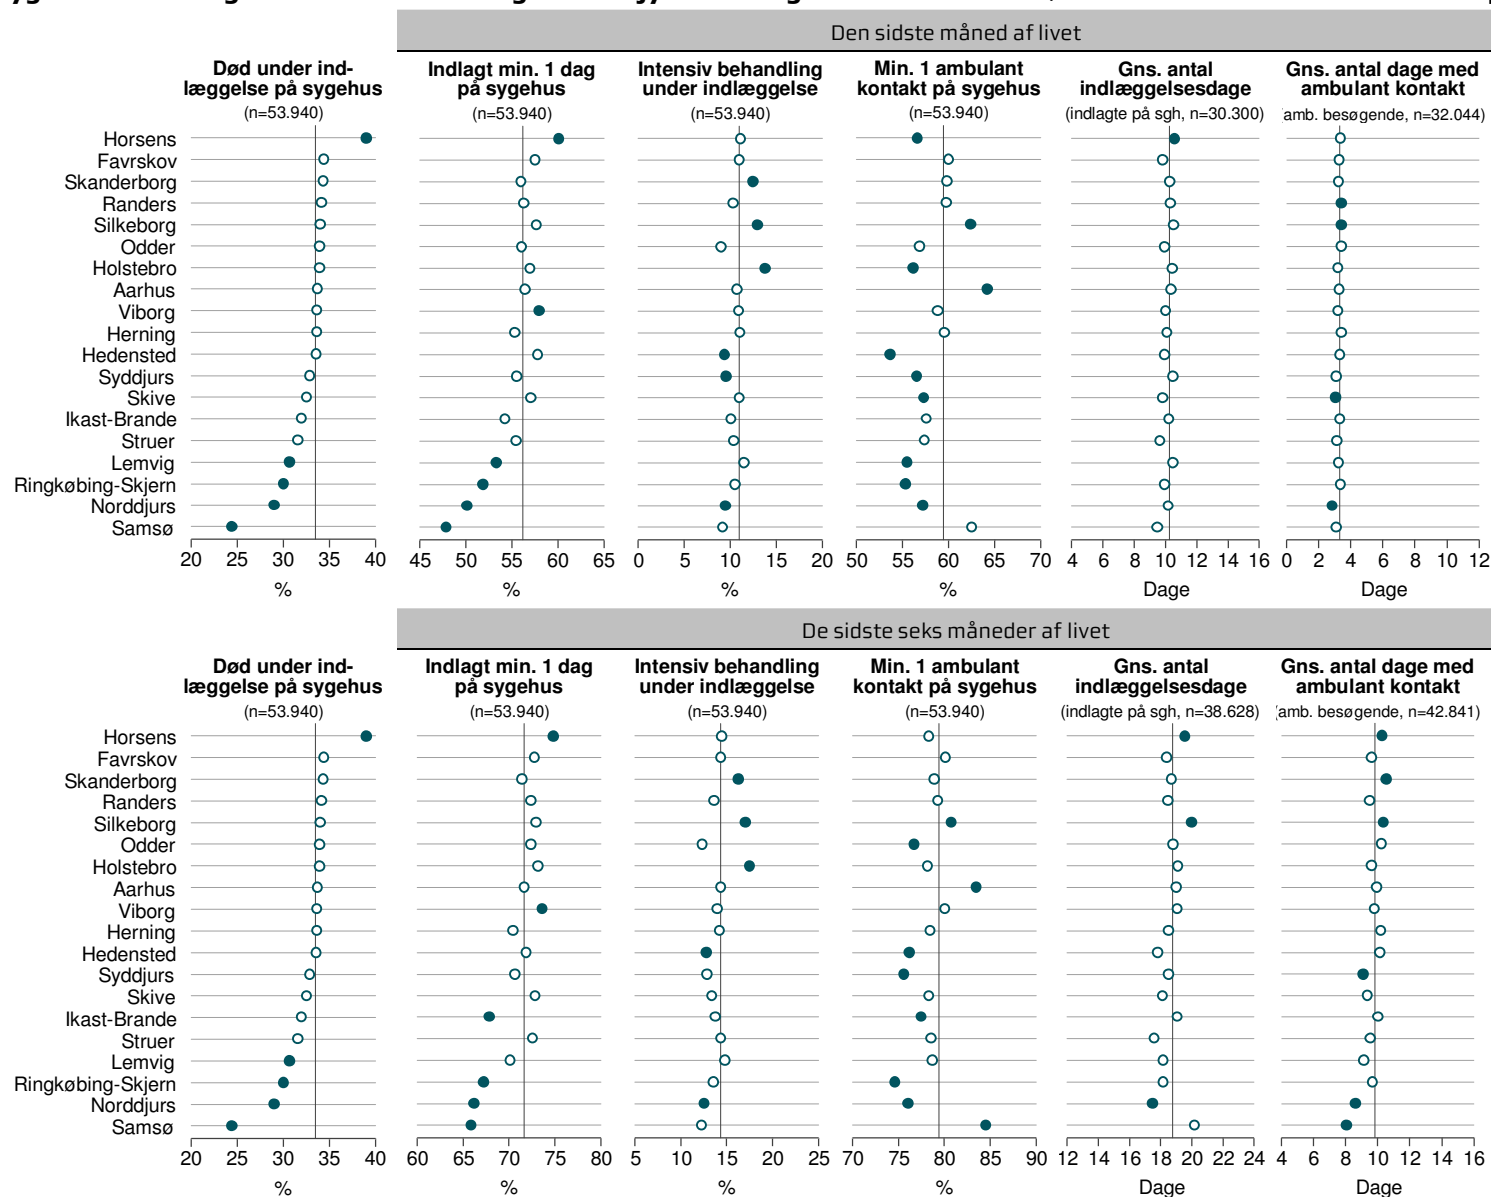 Den sidste måned af livet
Død under ind-
læggelse på sygehus
(n=53.940)
Indlagt min. 1 dag
på sygehus
(n=53.940)
Intensiv behandling
under indlæggelse
(n=53.940)
Min. 1 ambulant
kontakt på sygehus
(n=53.940)
Gns. antal
indlæggelsesdage
(indlagte på sgh, n=30.300)
Gns. antal dage med
ambulant kontakt
amb. besøgende, n=32.044)
Horsens
Favrskov
Skanderborg
Randers
Silkeborg
Odder
Holstebro
Aarhus
Viborg
Herning
Hedensted
Syddjurs
Skive
Ikast-Brande
Struer
Lemvig
Ringkøbing-Skjern
Norddjurs
Samsø
20 25 30 35 40
%
45 50 55 60 65
%
0 5 10 15 20
%
50 55 60 65 70
%
4 6 8 10 12 14 16
Dage
0 2 4 6 8 10 12
Dage
De sidste seks måneder af livet
Død under ind-
læggelse på sygehus
(n=53.940)
Indlagt min. 1 dag
på sygehus
(n=53.940)
Intensiv behandling
under indlæggelse
(n=53.940)
Min. 1 ambulant
kontakt på sygehus
(n=53.940)
Gns. antal
indlæggelsesdage
(indlagte på sgh, n=38.628)
Gns. antal dage med
ambulant kontakt
(amb. besøgende, n=42.841)
Horsens
Favrskov
Skanderborg
Randers
Silkeborg
Odder
Holstebro
Aarhus
Viborg
Herning
Hedensted
Syddjurs
Skive
Ikast-Brande
Struer
Lemvig
Ringkøbing-Skjern
Norddjurs
Samsø
20 25 30 35 40
%
60 65 70 75 80
%
5 10 15 20 25
%
70 75 80 85 90
%
12 14 16 18 20 22 24
Dage
4 6 8 10 12 14 16
Dage